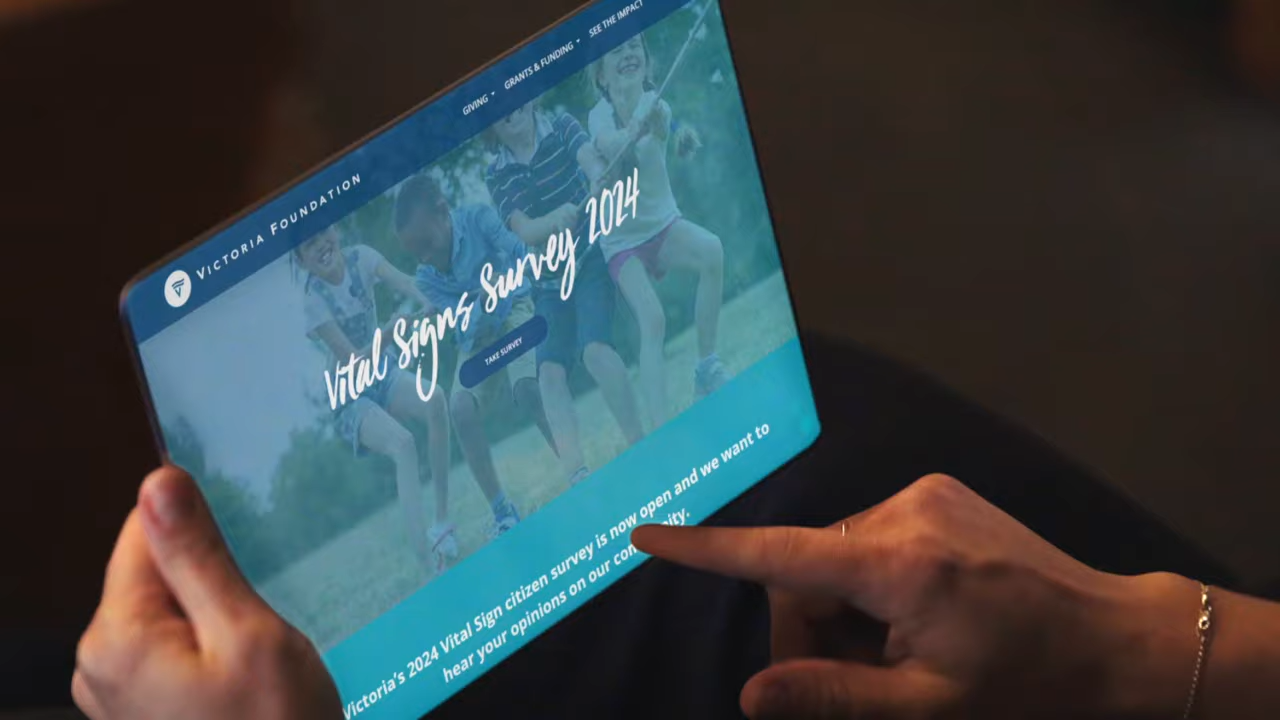 VICTORIA FOUNDATION
GIVING
GRANTS & FUNDING
SEE THE IMPACT
Vital Signs Survey 2024
TAKE SURVEY
Victoria's 2024 Vital Sign citizen survey is now open and we want to
hear your opinions on our